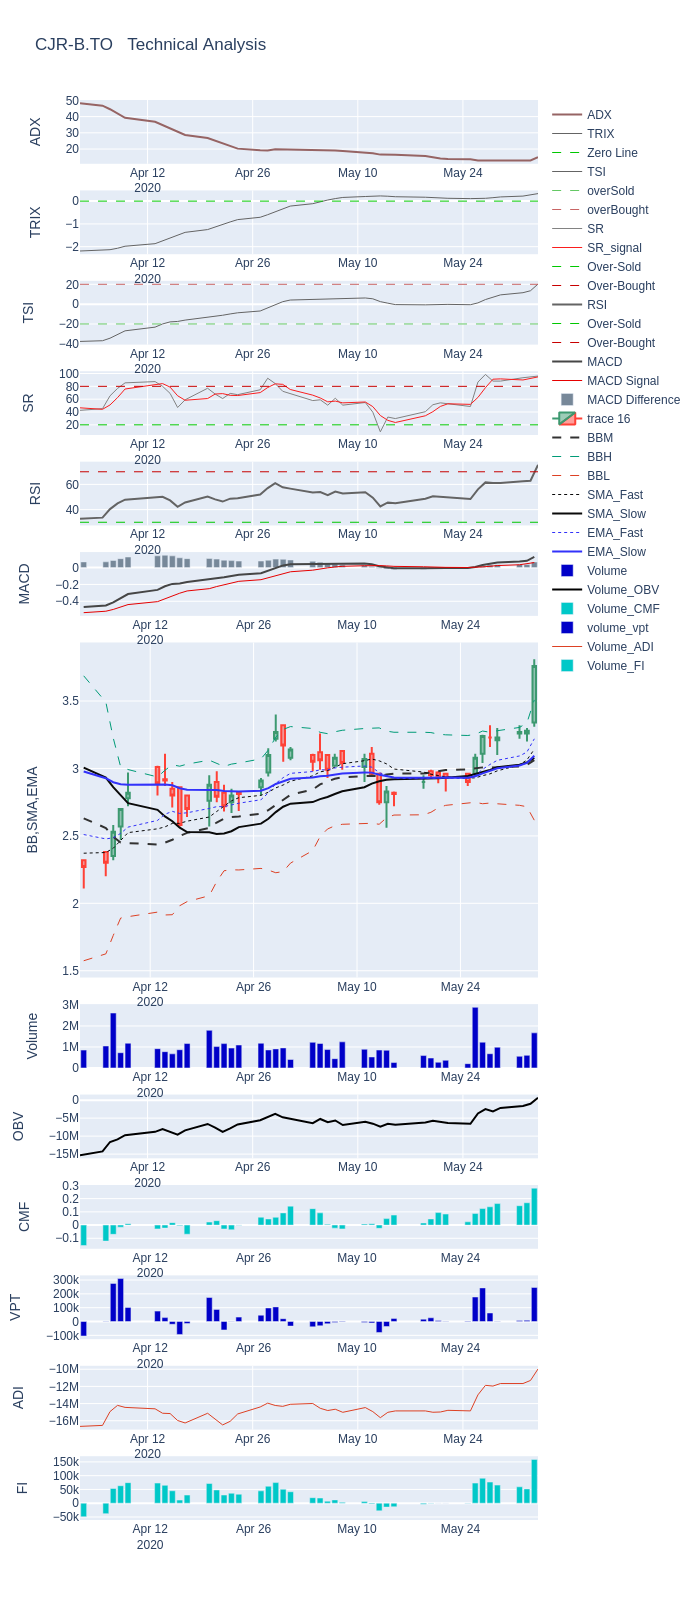 CJR-B.TO   Technical Analysis
ADX
50
40
30
20
Apr 12
2020
Apr 26
May 10
May 24
TRIX
0
−1
−2
Apr 12
2020
Apr 26
May 10
May 24
TSI
20
0
−20
−40
Apr 12
2020
Apr 26
May 10
May 24
SR
100
80
60
40
20
Apr 12
2020
Apr 26
May 10
May 24
RSI
60
40
Apr 12
2020
Apr 26
May 10
May 24
MACD
0
−0.2
−0.4
Apr 12
2020
Apr 26
May 10
May 24
BB,SMA,EMA
3.5
3
2.5
2
1.5
Apr 12
2020
Apr 26
May 10
May 24
Volume
3M
2M
1M
0
Apr 12
2020
Apr 26
May 10
May 24
OBV
0
−5M
−10M
−15M
Apr 12
2020
Apr 26
May 10
May 24
CMF
0.3
0.2
0.1
0
−0.1
Apr 12
2020
Apr 26
May 10
May 24
VPT
300k
200k
100k
0
−100k
Apr 12
2020
Apr 26
May 10
May 24
ADI
−10M
−12M
−14M
−16M
Apr 12
2020
Apr 26
May 10
May 24
FI
150k
100k
50k
0
−50k
Apr 12
2020
Apr 26
May 10
May 24
ADX
TRIX
Zero Line
TSI
overSold
overBought
SR
SR_signal
Over-Sold
Over-Bought
RSI
Over-Sold
Over-Bought
MACD
MACD Signal
MACD Difference
trace 16
BBM
BBH
BBL
SMA_Fast
SMA_Slow
EMA_Fast
EMA_Slow
Volume
Volume_OBV
Volume_CMF
volume_vpt
Volume_ADI
Volume_FI